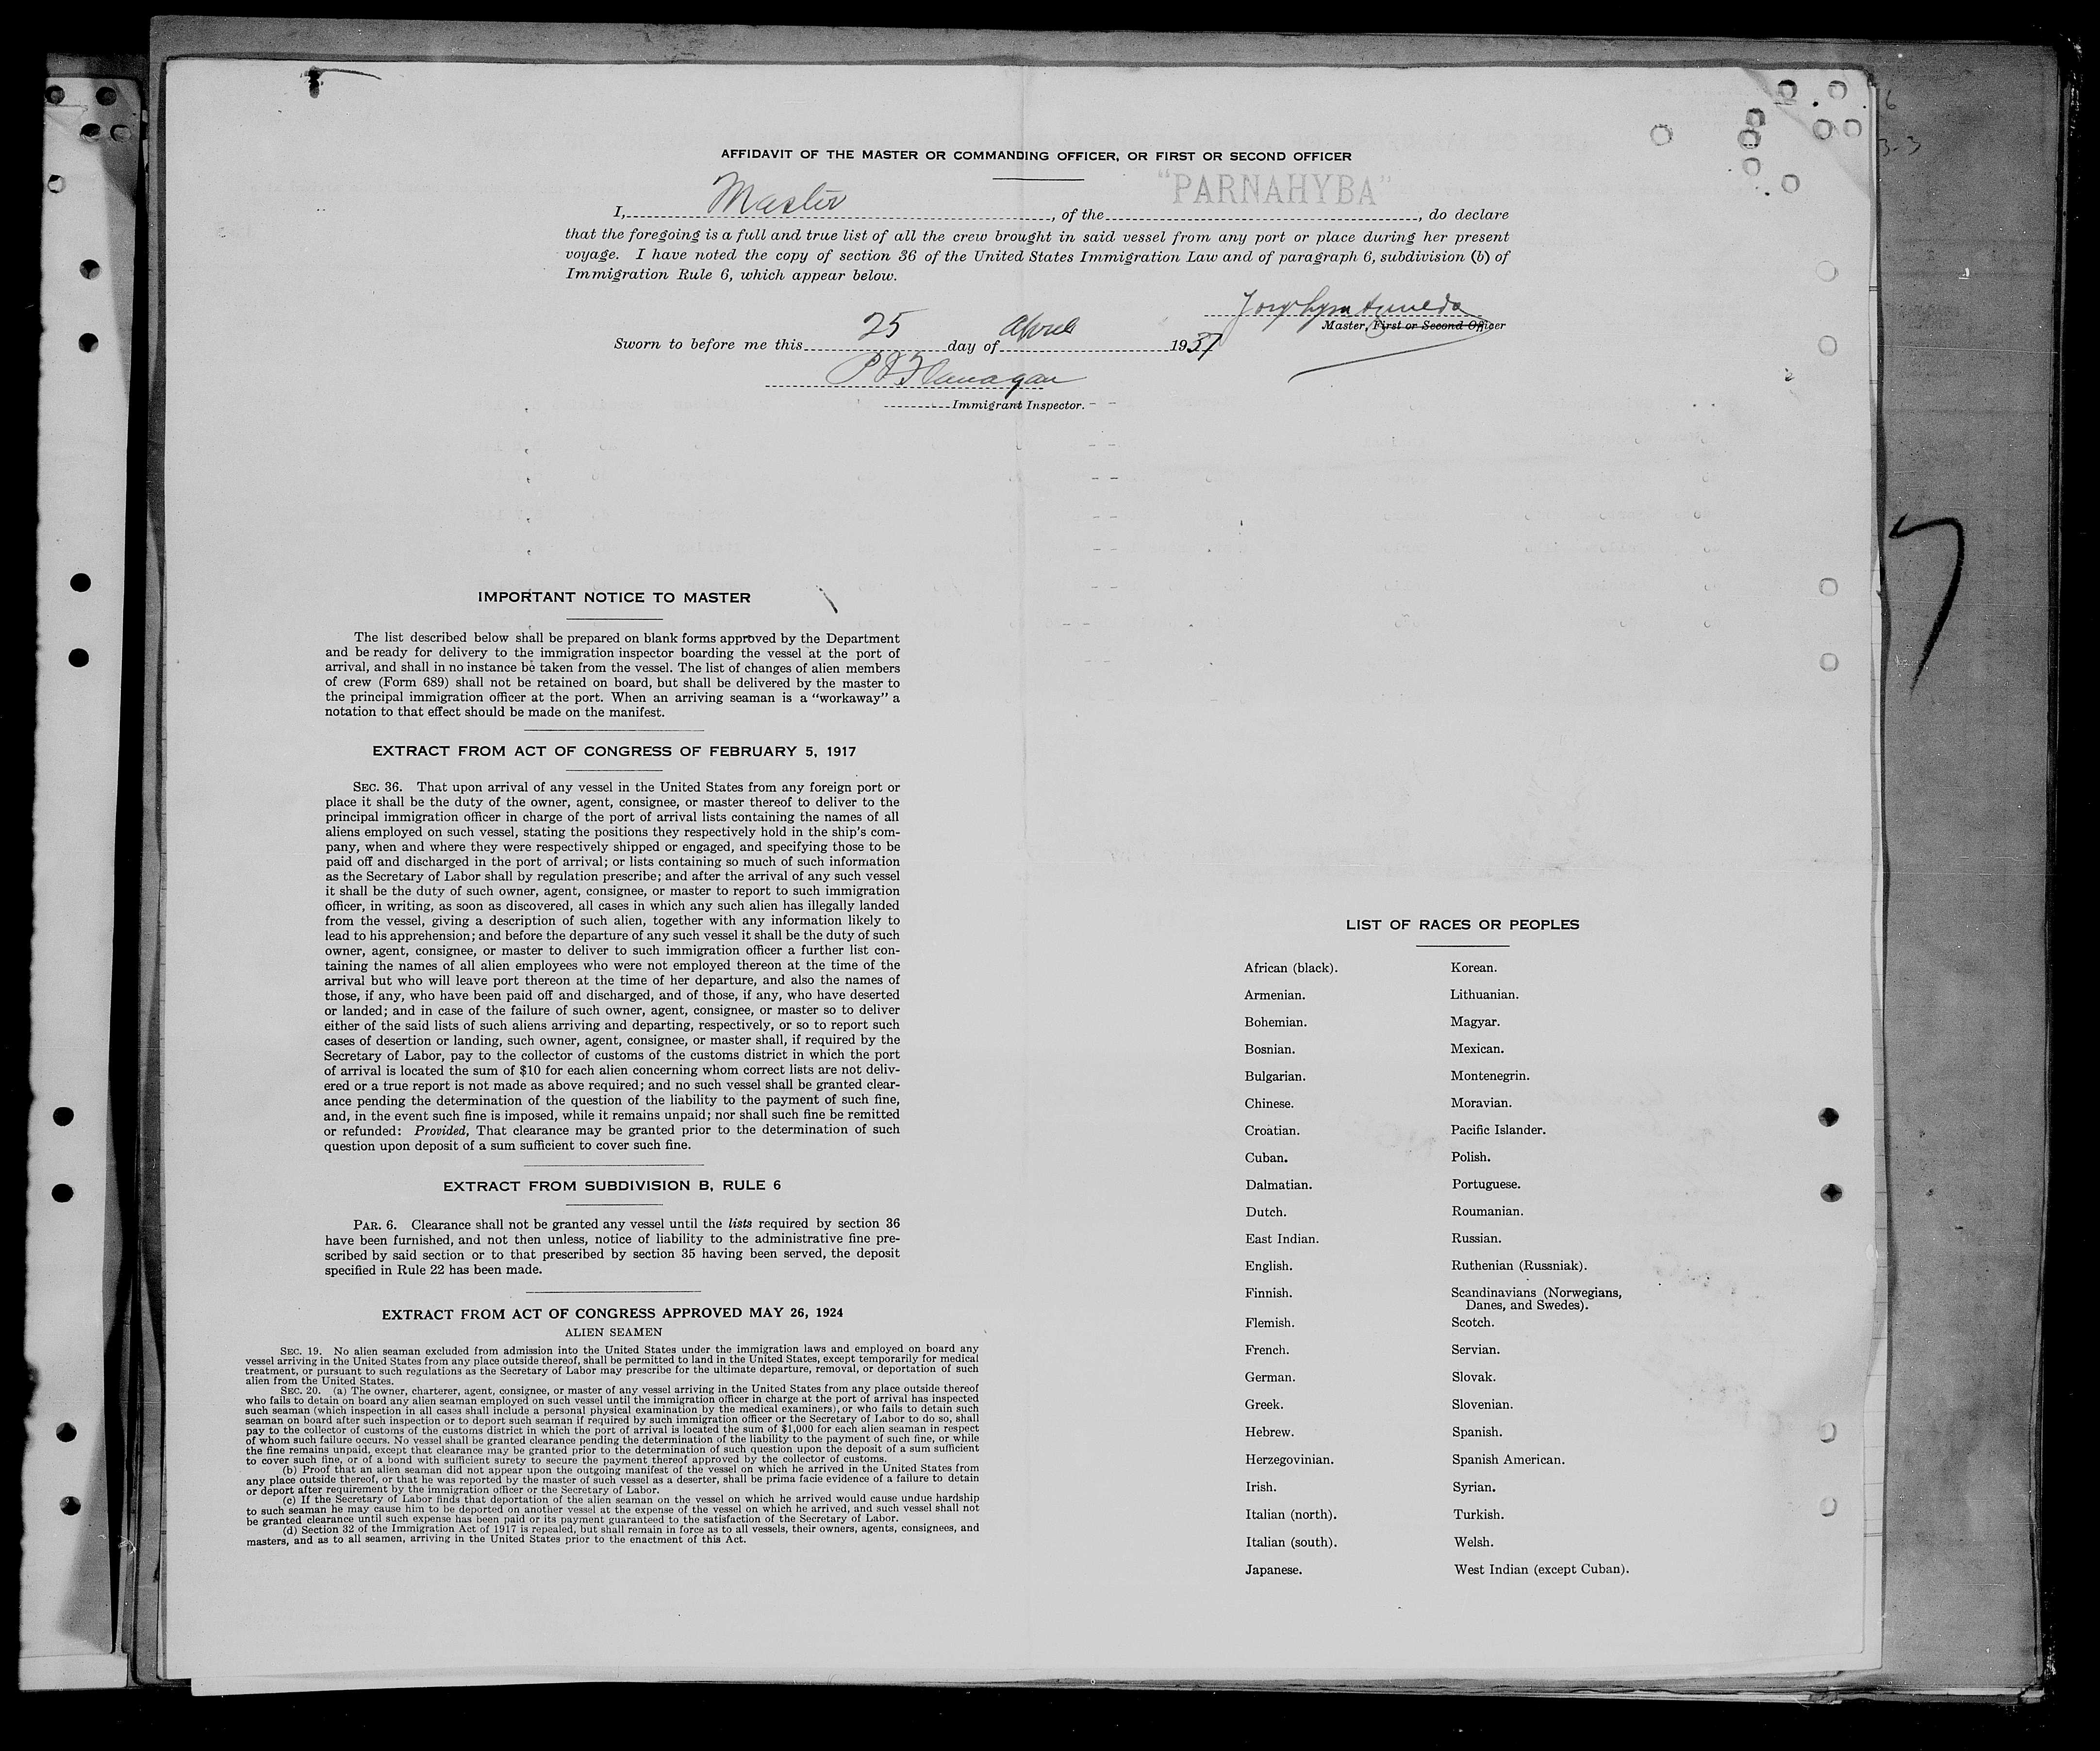 AFFIDAVIT OF THE MASTER OR COMMANDING OFFICER, OR FIRST OR SECOND OFFICER
I, Master, of the "PARNAHYBA", do declare
that the foregoing is a full and true list of all the crew brought in said vessel from any port or place during her present
voyage. I have noted the copy of section 36 of the United States Immigration Law and of paragraph 6, subdivision (b) of
Immigration Rule 6, which appear below.
Master, First or Second Officer
Sworn to before me this 25 day of April 1937
P J Flanagan
Immigrant Inspector.
IMPORTANT NOTICE TO MASTER
The list described below shall be prepared on blank forms approved by the Department
and be ready for delivery to the immigration inspector boarding the vessel at the port of
arrival, and shall in no instance be taken from the vessel. The list of changes of alien members
of crew (Form 689) shall not be retained on board, but shall be delivered by the master to
the principal immigration officer at the port. When an arriving seaman is a "workaway" a
notation to that effect should be made on the manifest.
EXTRACT FROM ACT OF CONGRESS OF FEBRUARY 5, 1917
SEC. 36. That upon arrival of any vessel in the United States from any foreign port or
place it shall be the duty of the owner, agent, consignee, or master thereof to deliver to the
principal immigration officer in charge of the port of arrival lists containing the names of all
aliens employed on such vessel, stating the positions they respectively hold in the ship's com-
pany, when and where they were respectively shipped or engaged, and specifying those to be
paid off and discharged in the port of arrival; or lists containing so much of such information
as the Secretary of Labor shall by regulation prescribe; and after the arrival of any such vessel
it shall be the duty of such owner, agent, consignee, or master to report to such immigration
officer, in writing, as soon as discovered, all cases in which any such alien has illegally landed
from the vessel, giving a description of such alien, together with any information likely to
lead to his apprehension; and before the departure of any such vessel it shall be the duty of such
owner, agent, consignee, or master to deliver to such immigration officer a further list con-
taining the names of all alien employees who were not employed thereon at the time of the
arrival but who will leave port thereon at the time of her departure, and also the names of
those, if any, who have been paid off and discharged, and of those, if any, who have deserted
or landed; and in case of the failure of such owner, agent, consignee, or master so to deliver
either of the said lists of such aliens arriving and departing, respectively, or so to report such
cases of desertion or landing, such owner, agent, consignee, or master shall, if required by the
Secretary of Labor, pay to the collector of customs of the customs district in which the port
of arrival is located the sum of $10 for each alien concerning whom correct lists are not deliv-
ered or a true report is not made as above required; and no such vessel shall be granted clear-
ance pending the determination of the question of the liability to the payment of such fine,
and, in the event such fine is imposed, while it remains unpaid; nor shall such fine be remitted
or refunded: Provided, That clearance may be granted prior to the determination of such
question upon deposit of a sum sufficient to cover such fine.
EXTRACT FROM SUBDIVISION B, RULE 6
PAR. 6. Clearance shall not be granted any vessel until the lists required by section 36
have been furnished, and not then unless, notice of liability to the administrative fine pre-
scribed by said section or to that prescribed by section 35 having been served, the deposit
specified in Rule 22 has been made.
EXTRACT FROM ACT OF CONGRESS APPROVED MAY 26, 1924
ALIEN SEAMEN
SEC. 19. No alien seaman excluded from admission into the United States under the immigration laws and employed on board any
vessel arriving in the United States from any place outside thereof, shall be permitted to land in the United States, except temporarily for medical
treatment, or pursuant to such regulations as the Secretary of Labor may prescribe for the ultimate departure, removal, or deportation of such
alien from the United States.
SEC. 20. (a) The owner, charterer, agent, consignee, or master of any vessel arriving in the United States from any place outside thereof
who fails to detain on board any alien seaman employed on such vessel until the immigration officer in charge at the port of arrival has inspected
such seaman (which inspection in all cases shall include a personal physical examination by the medical examiners), or who fails to detain such
seaman on board after such inspection or to deport such seaman if required by such immigration officer or the Secretary of Labor to do so, shall
pay to the collector of customs of the customs district in which the port of arrival is located the sum of $1,000 for each alien seaman in respect
of whom such failure occurs. No vessel shall be granted clearance pending the determination of the liability to the payment of such fine, or while
the fine remains unpaid, except that clearance may be granted prior to the determination of such question upon the deposit of a sum sufficient
to cover such fine, or of a bond with sufficient surety to secure the payment thereof approved by the collector of customs.
(b) Proof that an alien seaman did not appear upon the outgoing manifest of the vessel on which he arrived in the United States from
any place outside thereof, or that he was reported by the master of such vessel as a deserter, shall be prima facie evidence of a failure to detain
or deport after requirement by the immigration officer or the Secretary of Labor.
(c) If the Secretary of Labor finds that deportation of the alien seaman on the vessel on which he arrived would cause undue hardship
to such seaman he may cause him to be deported on another vessel at the expense of the vessel on which he arrived, and such vessel shall not
be granted clearance until such expense has been paid or its payment guaranteed to the satisfaction of the Secretary of Labor.
(d) Section 32 of the Immigration Act of 1917 is repealed, but shall remain in force as to all vessels, their owners, agents, consignees, and
masters, and as to all seamen, arriving in the United States prior to the enactment of this Act.
LIST OF RACES OR PEOPLES
African (black).
Armenian.
Bohemian.
Bosnian.
Bulgarian.
Chinese.
Croatian.
Cuban.
Dalmatian.
Dutch.
East Indian.
English.
Finnish.
Flemish.
French.
German.
Greek.
Hebrew.
Herzegovinian.
Irish.
Italian (north).
Italian (south).
Japanese.
Korean.
Lithuanian.
Magyar.
Mexican.
Montenegrin.
Moravian.
Pacific Islander.
Polish.
Portuguese.
Roumanian.
Russian.
Ruthenian (Russniak).
Scandinavians (Norwegians,
Danes, and Swedes).
Scotch.
Servian.
Slovak.
Slovenian.
Spanish.
Spanish American.
Syrian.
Turkish.
Welsh.
West Indian (except Cuban).